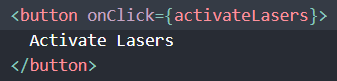 <button onClick={activateLasers}>
  Activate Lasers
</button>